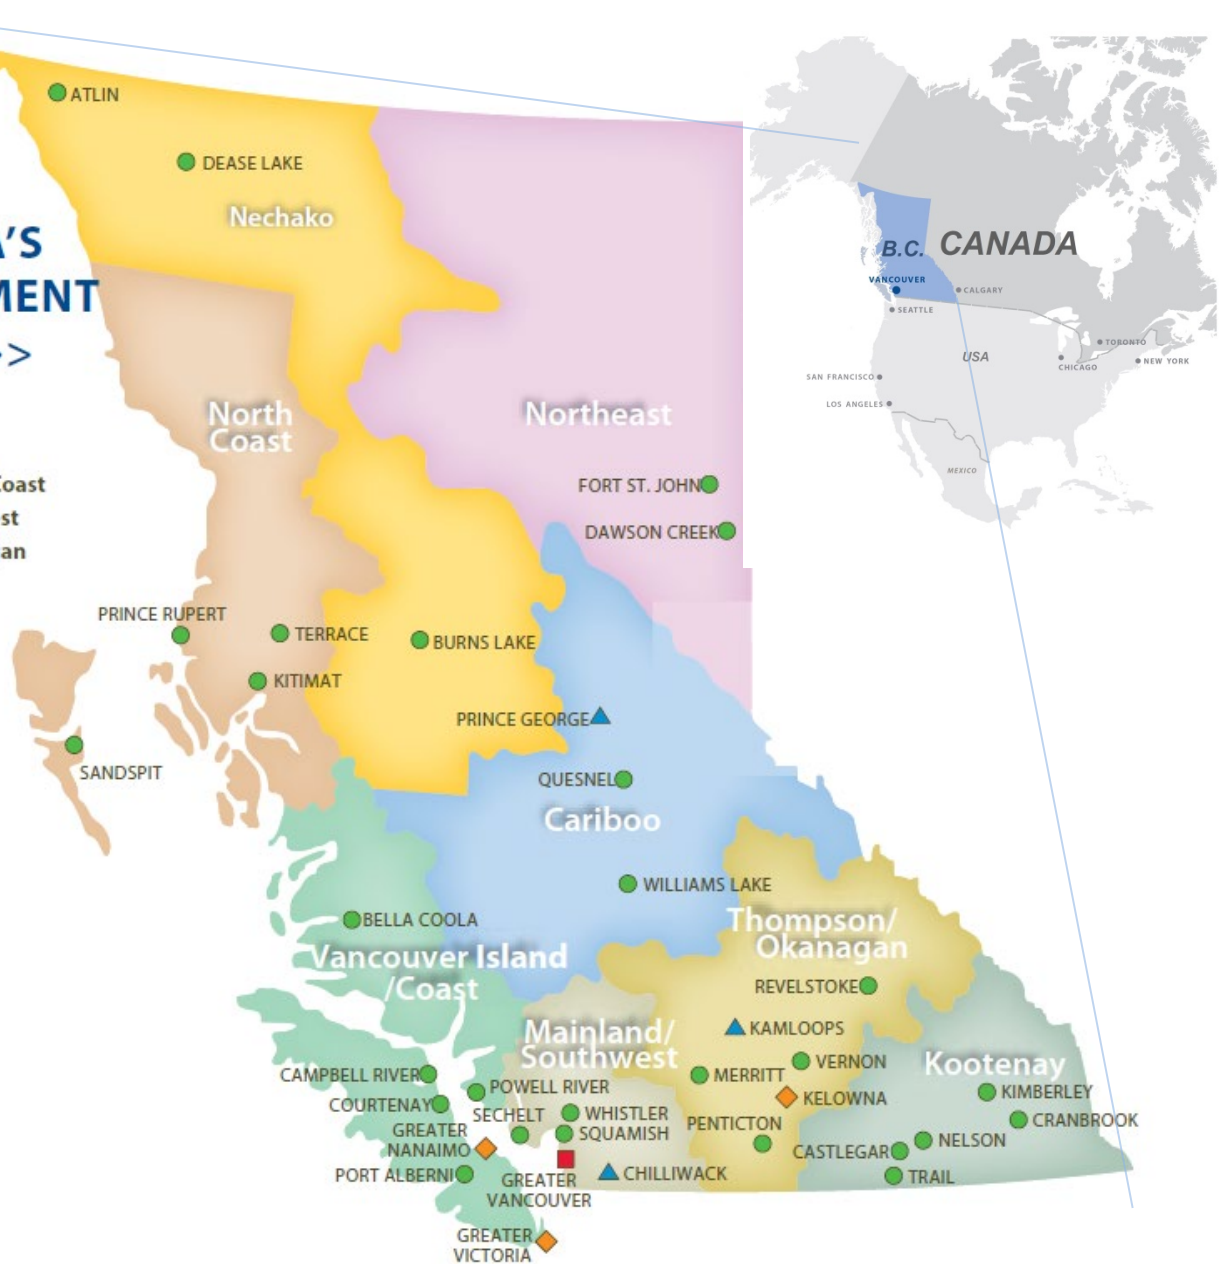 ATLIN
DEASE LAKE
Nechako
'S
MENT
>
North
Coast
Northeast
Coast
st
an
FORT ST. JOHN
DAWSON CREEK
PRINCE RUPERT
TERRACE
BURNS LAKE
KITIMAT
PRINCE GEORGE
SANDSPIT
QUESNEL
Cariboo
WILLIAMS LAKE
BELLA COOLA
Thompson/
Okanagan
Vancouver Island
/Coast
REVELSTOKE
Mainland/
Southwest
KAMLOOPS
VERNON
Kootenay
CAMPBELL RIVER
MERRITT
POWELL RIVER
KIMBERLEY
COURTENAY
KELOWNA
SECHELT
WHISTLER
CRANBROOK
GREATER
NANAIMO
SQUAMISH
PENTICTON
NELSON
CASTLEGAR
PORT ALBERNI
GREATER
VANCOUVER
CHILLIWACK
TRAIL
GREATER
VICTORIA
B.C.
CANADA
VANCOUVER
CALGARY
SEATTLE
TORONTO
USA
CHICAGO
NEW YORK
SAN FRANCISCO
LOS ANGELES
MEXICO